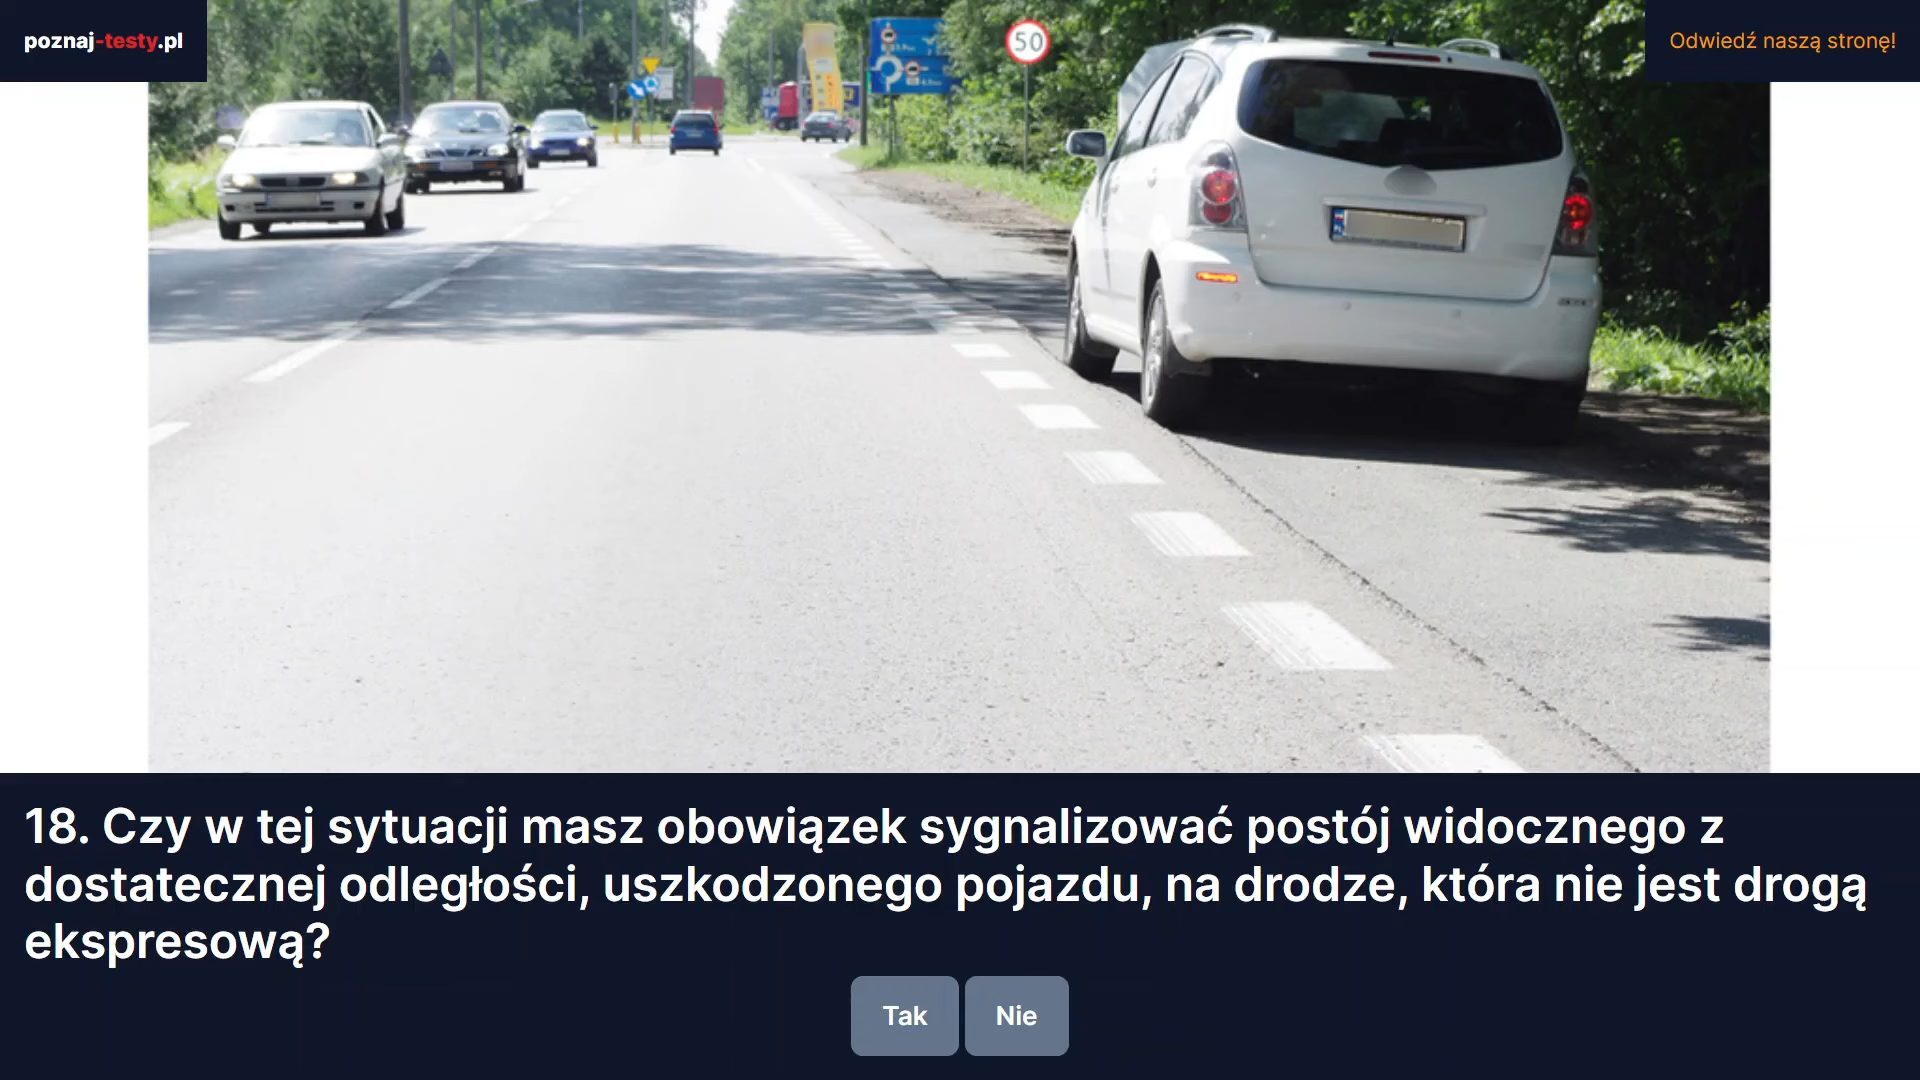 poznaj-testy.pl
Odwiedź naszą stronę!
50
18. Czy w tej sytuacji masz obowiązek sygnalizować postój widocznego z
dostatecznej odległości, uszkodzonego pojazdu, na drodze, która nie jest drogą
ekspresową?
Tak
Nie